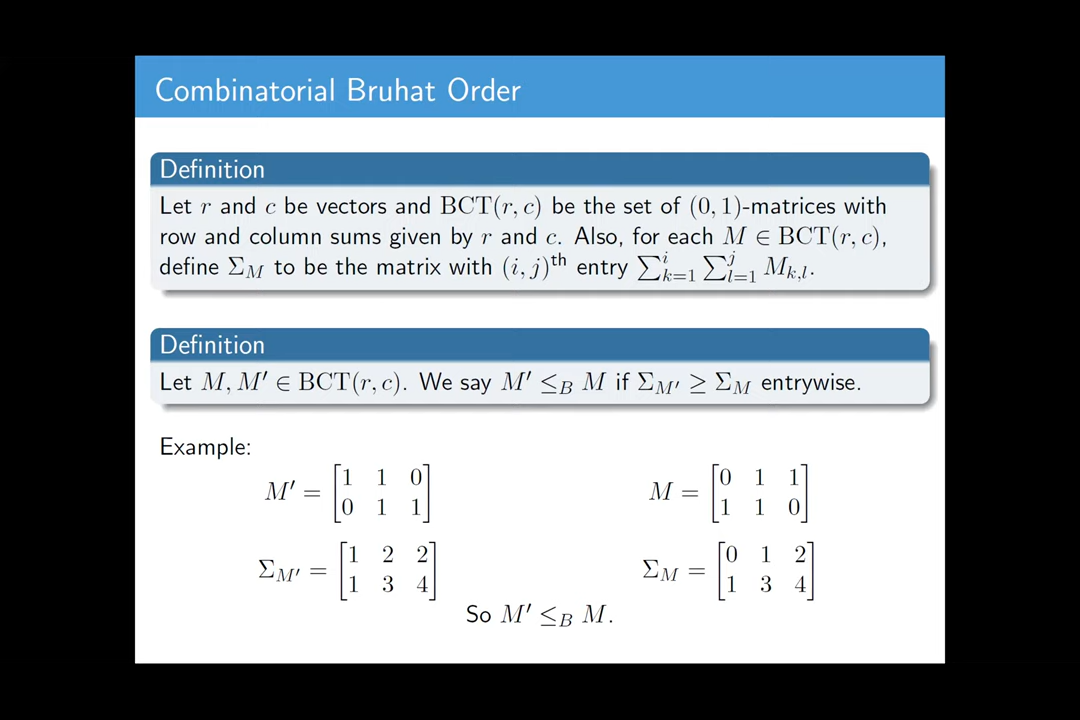 Combinatorial Bruhat Order
Definition
Let r and c be vectors and BCT(r, c) be the set of (0, 1)-matrices with
row and column sums given by r and c. Also, for each M ∈ BCT(r, c),
define Σ_M to be the matrix with (i, j)^th entry ∑_{k=1}^{i} ∑_{l=1}^{j} M_{k,l}.
Definition
Let M, M′ ∈ BCT(r, c). We say M′ ≤_B M if Σ_{M′} ≥ Σ_M entrywise.
Example:
M′ = [1 1 0; 0 1 1] M = [0 1 1; 1 1 0]
Σ_{M′} = [1 2 2; 1 3 4] Σ_M = [0 1 2; 1 3 4]
So M′ ≤_B M.